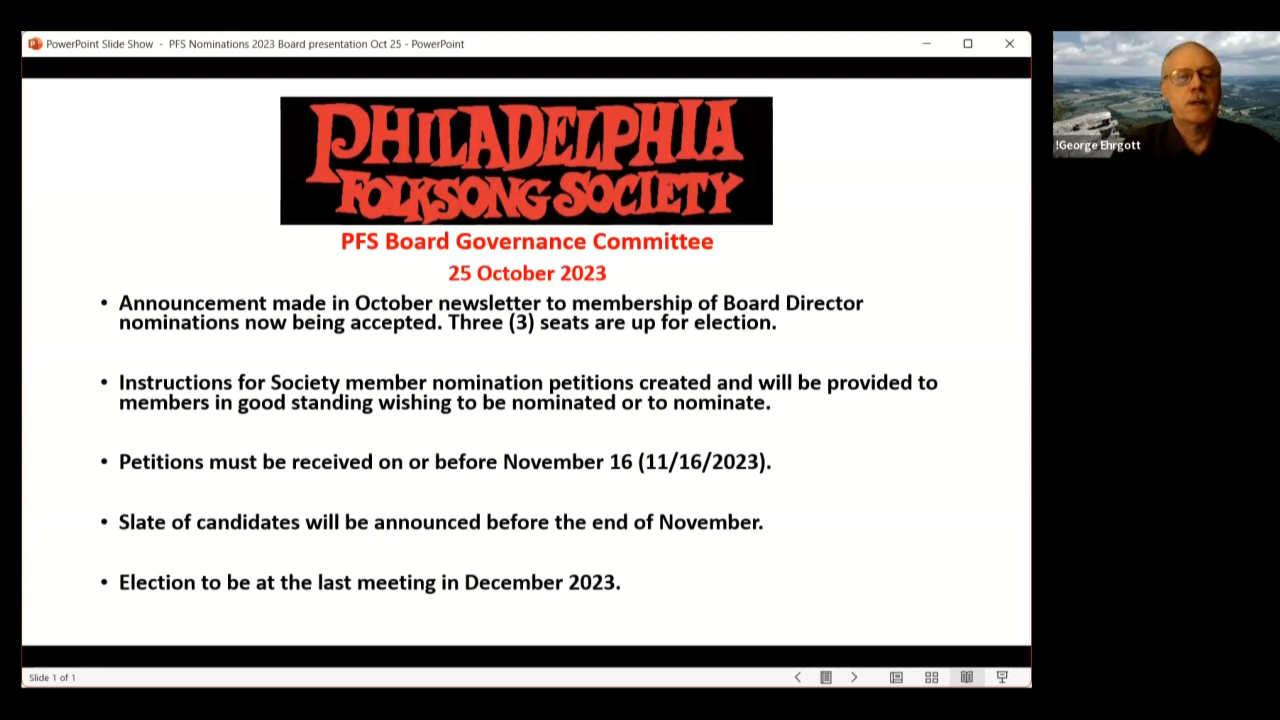 PowerPoint Slide Show - PFS Nominations 2023 Board presentation Oct 25 - PowerPoint
PHILADELPHIA
FOLKSONG SOCIETY
PFS Board Governance Committee
25 October 2023
• Announcement made in October newsletter to membership of Board Director
nominations now being accepted. Three (3) seats are up for election.
• Instructions for Society member nomination petitions created and will be provided to
members in good standing wishing to be nominated or to nominate.
• Petitions must be received on or before November 16 (11/16/2023).
• Slate of candidates will be announced before the end of November.
• Election to be at the last meeting in December 2023.
Slide 1 of 1
!George Ehrgott